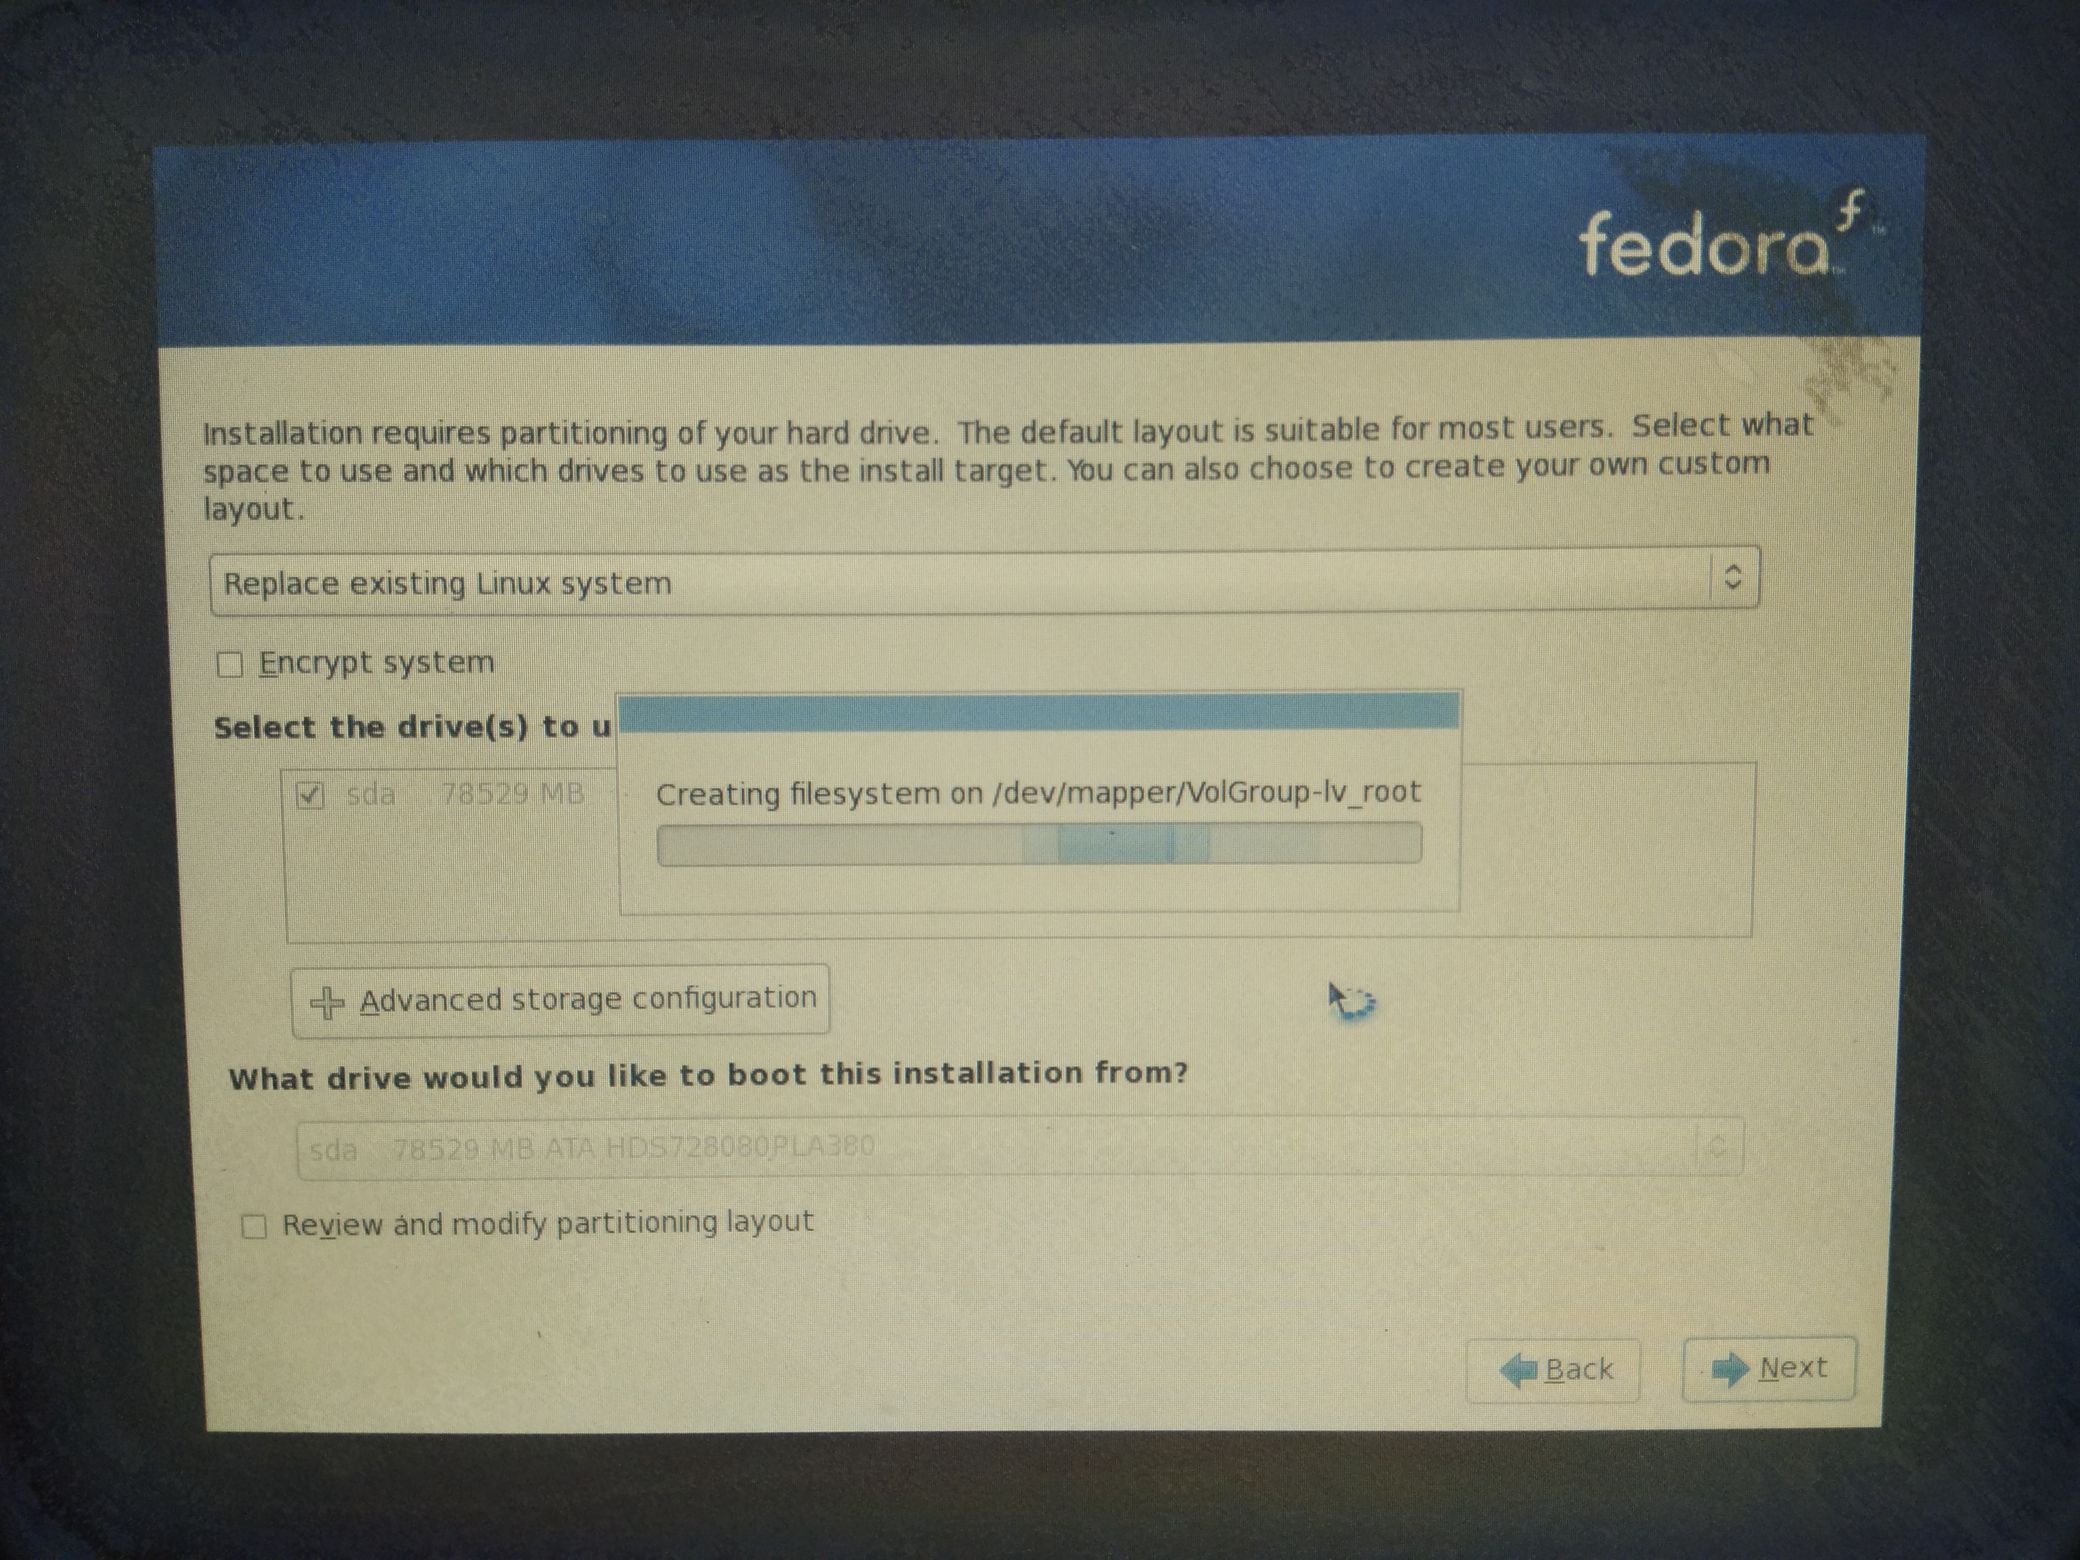 fedora
Installation requires partitioning of your hard drive. The default layout is suitable for most users. Select what
space to use and which drives to use as the install target. You can also choose to create your own custom
layout.
Replace existing Linux system
Encrypt system
Select the drive(s) to u
sda 78529 MB
Creating filesystem on /dev/mapper/VolGroup-lv_root
Advanced storage configuration
What drive would you like to boot this installation from?
sda 78529 MB ATA HDS728080PLA380
Review and modify partitioning layout
Back
Next